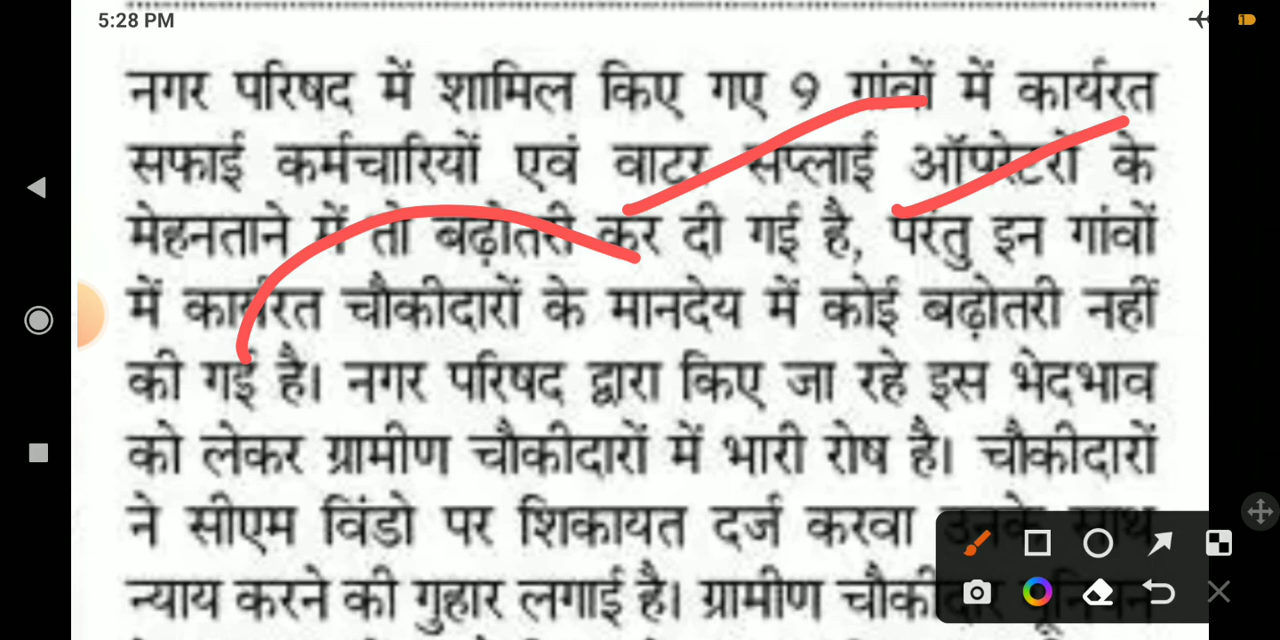 5:28 PM
नगर परिषद में शामिल किए गए 9 गांवों में कार्यरत
सफाई कर्मचारियों एवं वाटर सप्लाई ऑपरेटरों के
मेहनताने में तो बढ़ोतरी कर दी गई है, परंतु इन गांवों
में कार्यरत चौकीदारों के मानदेय में कोई बढ़ोतरी नहीं
की गई है। नगर परिषद द्वारा किए जा रहे इस भेदभाव
को लेकर ग्रामीण चौकीदारों में भारी रोष है। चौकीदारों
ने सीएम विंडो पर शिकायत दर्ज करवा उनके साथ
न्याय करने की गुहार लगाई है। ग्रामीण चौकीदार यूनियन